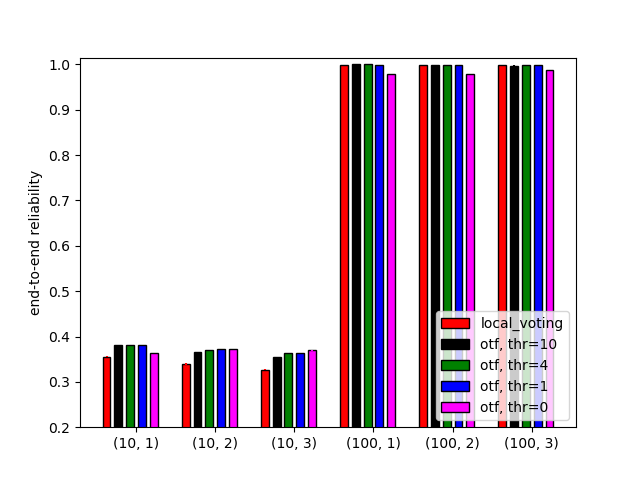 1.0
0.9
0.8
0.7
0.6
0.5
0.4
0.3
0.2
end-to-end reliability
local_voting
otf, thr=10
otf, thr=4
otf, thr=1
otf, thr=0
(10, 1) (10, 2) (10, 3) (100, 1) (100, 2) (100, 3)